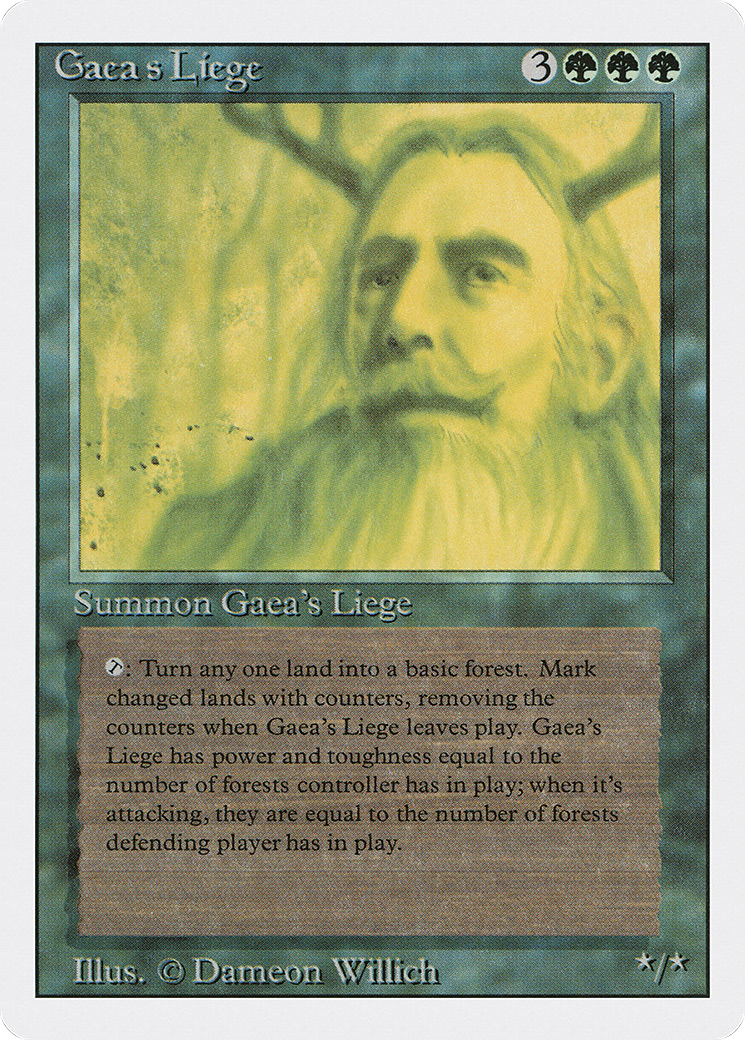 Gaea's Liege 3
Summon Gaea's Liege
T: Turn any one land into a basic forest. Mark
changed lands with counters, removing the
counters when Gaea's Liege leaves play. Gaea's
Liege has power and toughness equal to the
number of forests controller has in play; when it's
attacking, they are equal to the number of forests
defending player has in play.
Illus. © Dameon Willich ★/★